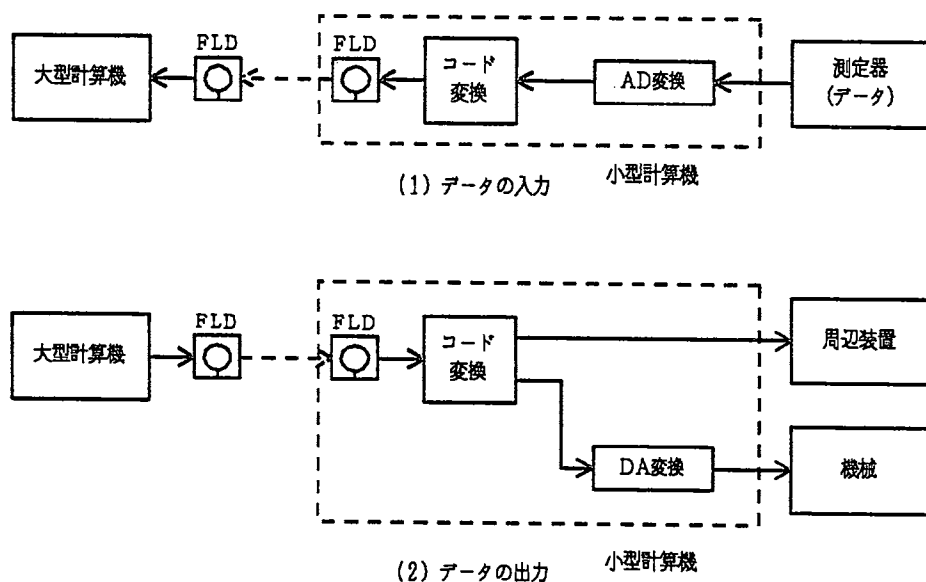 FLD
FLD
大型計算機
コード
変換
AD変換
測定器
(データ)
小型計算機
(1) データの入力
FLD
FLD
大型計算機
コード
変換
周辺装置
DA変換
機械
小型計算機
(2) データの出力